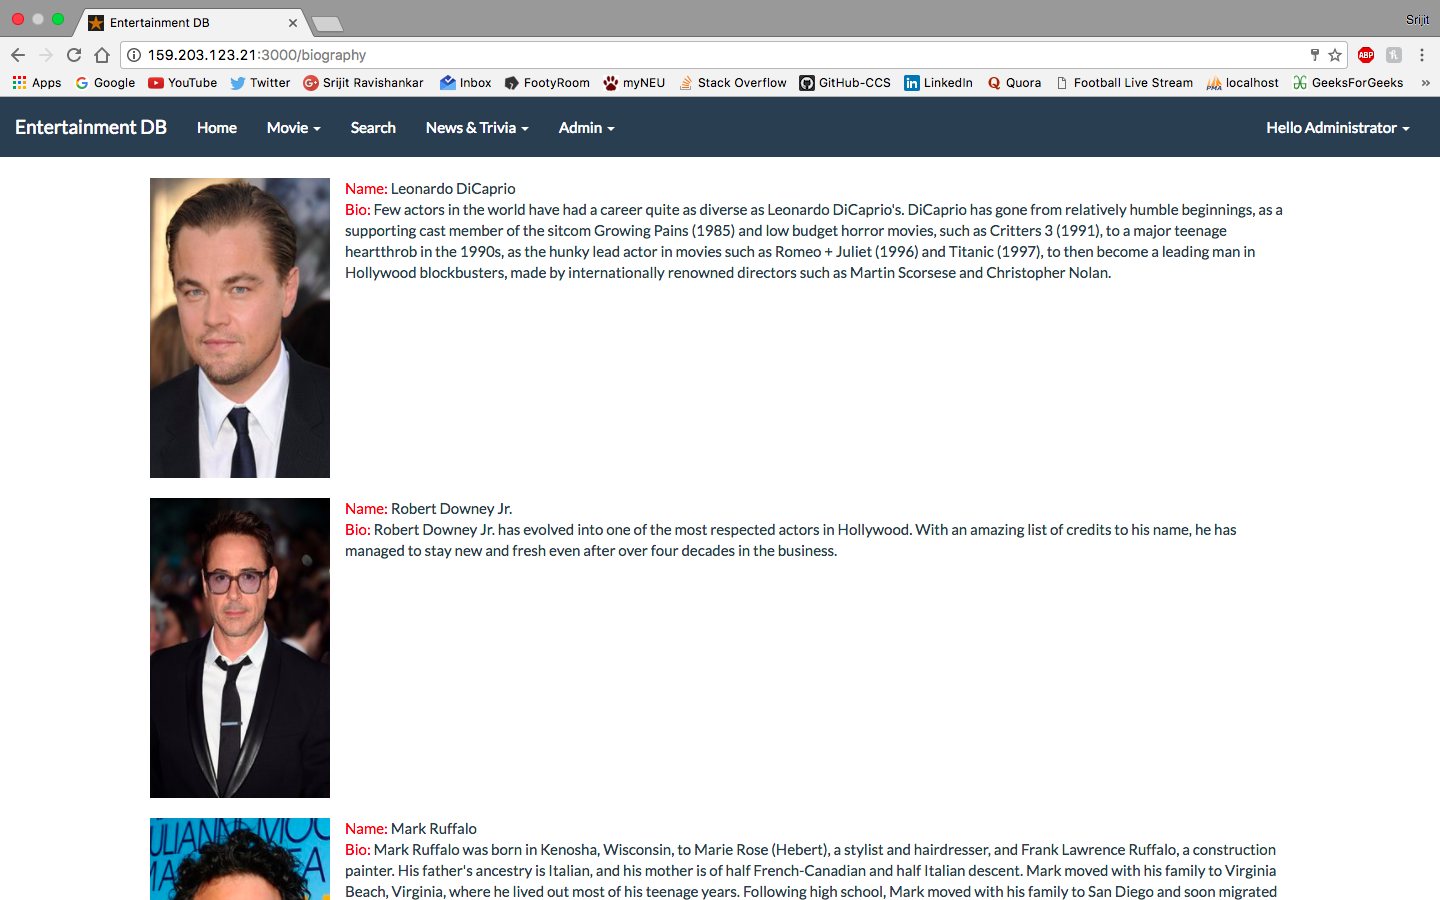 Entertainment DB
Srijit
159.203.123.21:3000/biography
ABP
Apps Google YouTube Twitter Srijit Ravishankar Inbox FootyRoom myNEU Stack Overflow GitHub-CCS LinkedIn Quora Football Live Stream localhost GeeksForGeeks »
Entertainment DB Home Movie Search News & Trivia Admin Hello Administrator
Name: Leonardo DiCaprio
Bio: Few actors in the world have had a career quite as diverse as Leonardo DiCaprio's. DiCaprio has gone from relatively humble beginnings, as a
supporting cast member of the sitcom Growing Pains (1985) and low budget horror movies, such as Critters 3 (1991), to a major teenage
heartthrob in the 1990s, as the hunky lead actor in movies such as Romeo + Juliet (1996) and Titanic (1997), to then become a leading man in
Hollywood blockbusters, made by internationally renowned directors such as Martin Scorsese and Christopher Nolan.
Name: Robert Downey Jr.
Bio: Robert Downey Jr. has evolved into one of the most respected actors in Hollywood. With an amazing list of credits to his name, he has
managed to stay new and fresh even after over four decades in the business.
Name: Mark Ruffalo
Bio: Mark Ruffalo was born in Kenosha, Wisconsin, to Marie Rose (Hebert), a stylist and hairdresser, and Frank Lawrence Ruffalo, a construction
painter. His father's ancestry is Italian, and his mother is of half French-Canadian and half Italian descent. Mark moved with his family to Virginia
Beach, Virginia, where he lived out most of his teenage years. Following high school, Mark moved with his family to San Diego and soon migrated